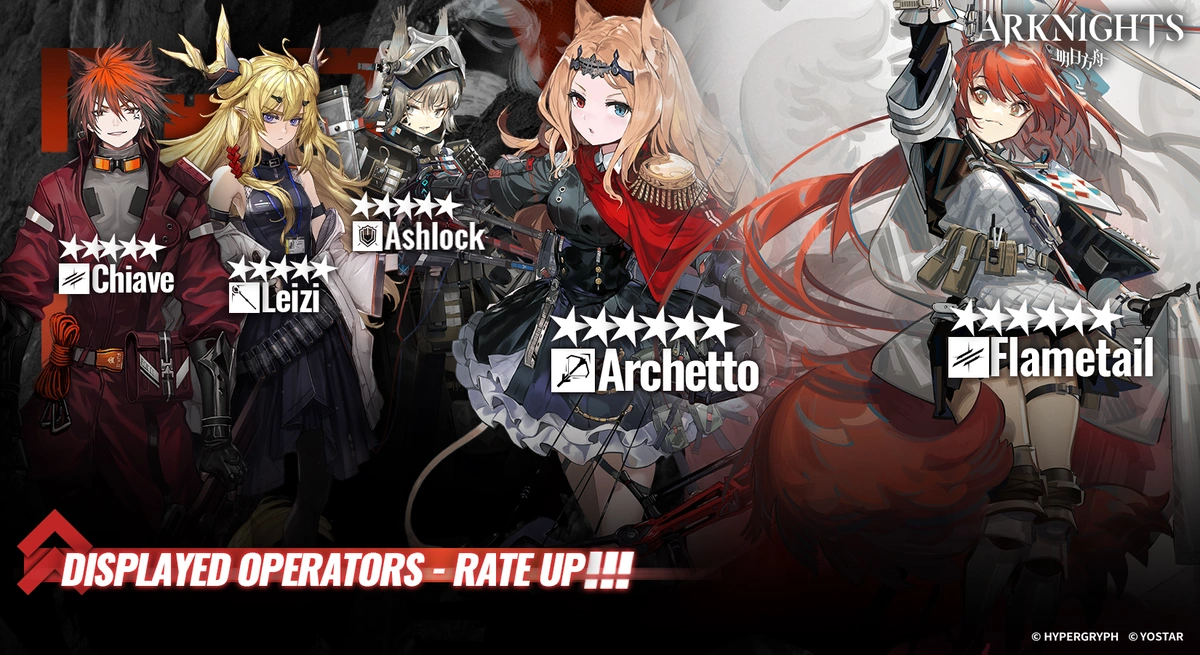 ARKNIGHTS
明日方舟
★★★★★
Chiave
★★★★★
Leizi
★★★★★
Ashlock
★★★★★★
Archetto
★★★★★★
Flametail
DISPLAYED OPERATORS - RATE UP!!!
© HYPERGRYPH © YOSTAR